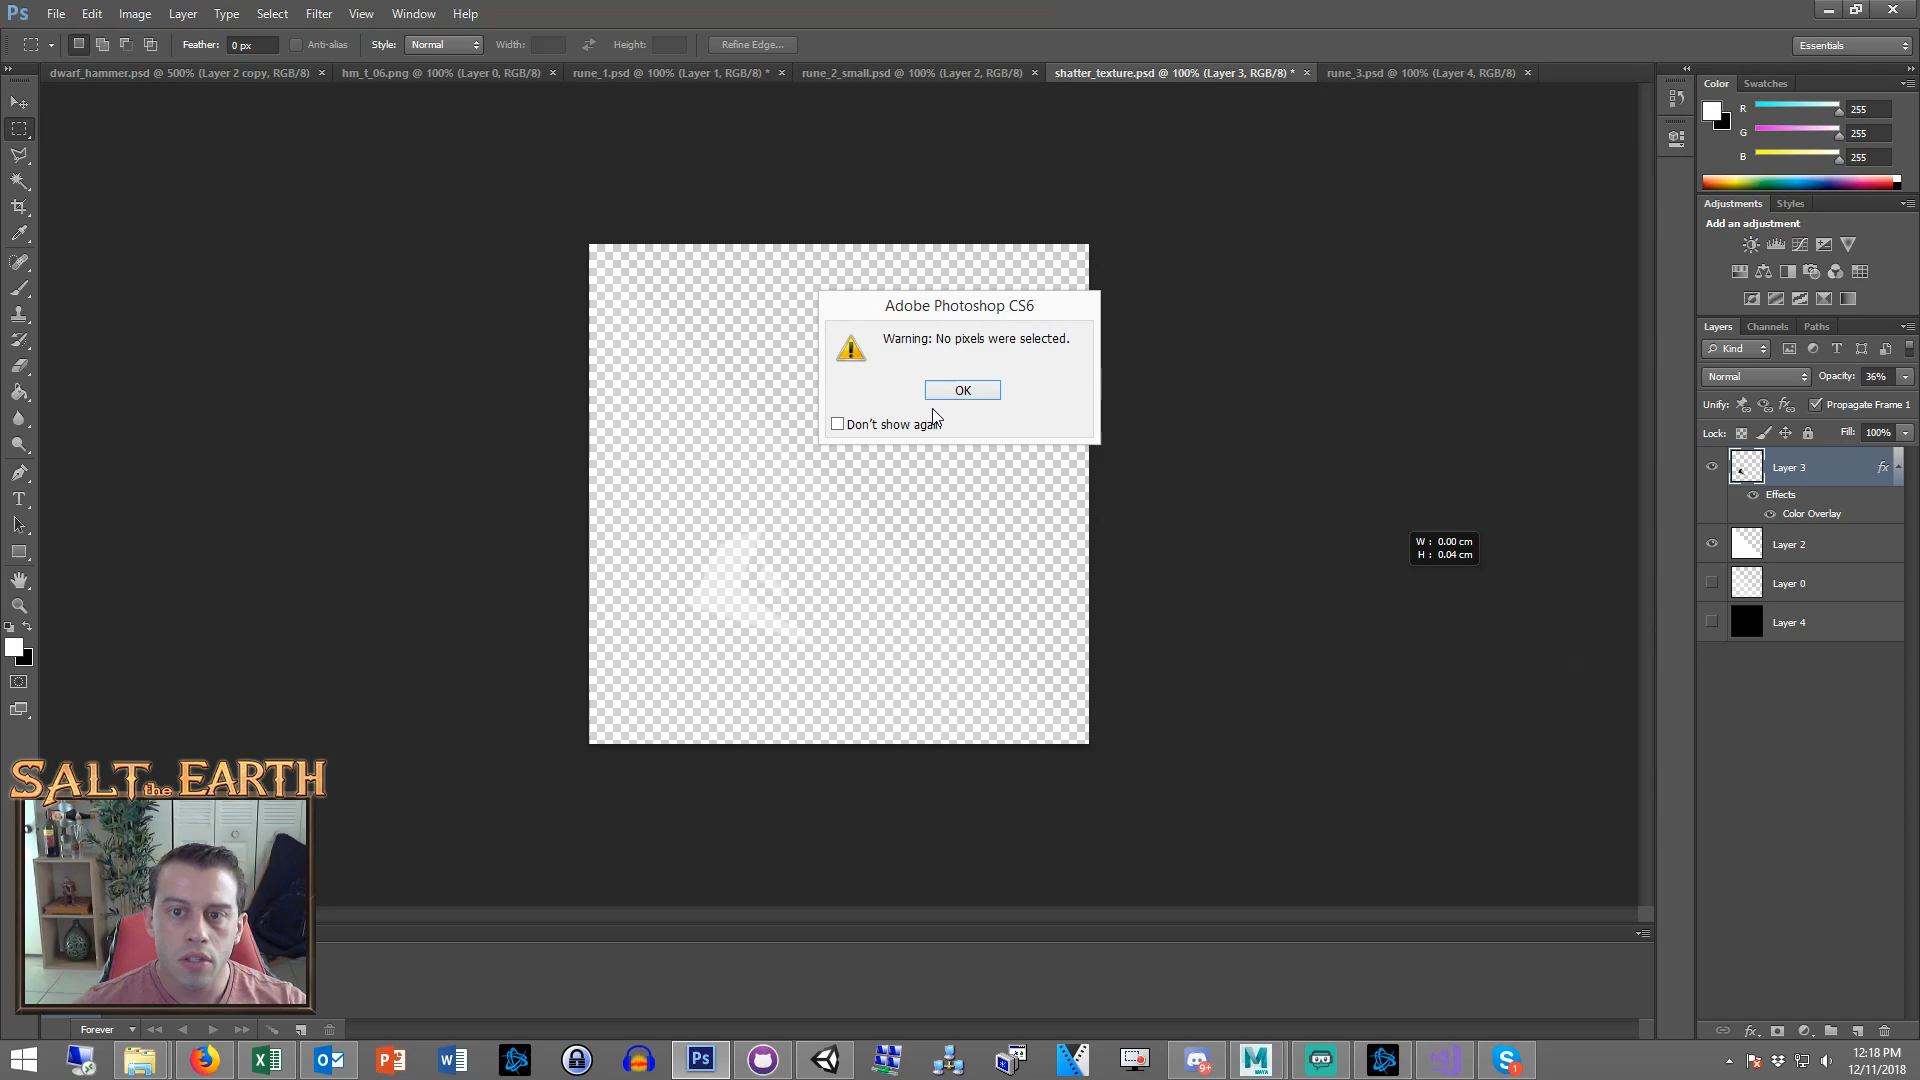 Ps File Edit Image Layer Type Select Filter View Window Help
Feather: 0 px Anti-alias Style: Normal Width: Height: Refine Edge... Essentials
dwarf_hammer.psd @ 500% (Layer 2 copy, RGB/8) × hm_t_06.png @ 100% (Layer 0, RGB/8) × rune_1.psd @ 100% (Layer 1, RGB/8) * × rune_2_small.psd @ 100% (Layer 2, RGB/8) × shatter_texture.psd @ 100% (Layer 3, RGB/8) * × rune_3.psd @ 100% (Layer 4, RGB/8) ×
Color Swatches
R 255
G 255
B 255
Adjustments Styles
Add an adjustment
Layers Channels Paths
Kind
Normal Opacity: 36%
Unify: Propagate Frame 1
Lock: Fill: 100%
Layer 3 fx
Effects
Color Overlay
Layer 2
Layer 0
Layer 4
Adobe Photoshop CS6
Warning: No pixels were selected.
OK
Don't show again
W : 0.00 cm
H : 0.04 cm
SALT the EARTH
Forever
12:18 PM
12/11/2018